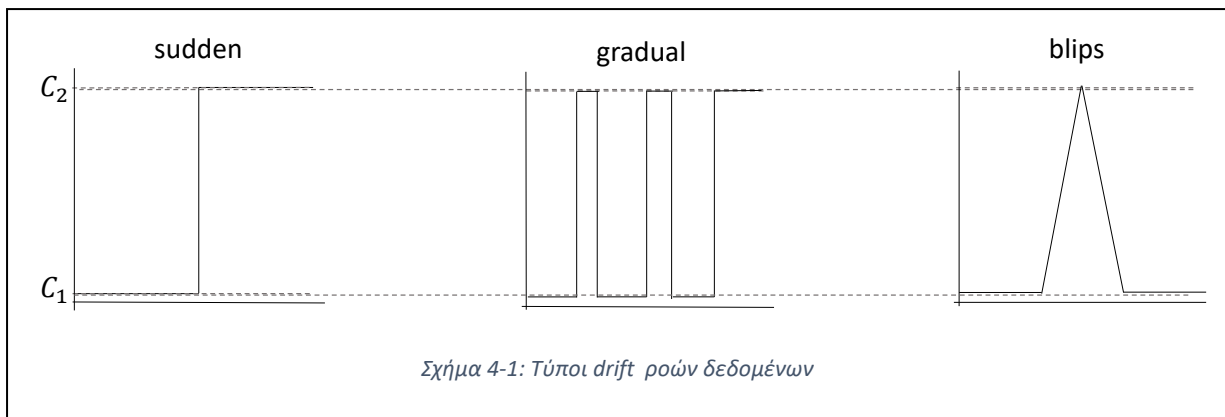 sudden
gradual
blips
C₂
C₁
Σχήμα 4-1: Τύποι drift ροών δεδομένων